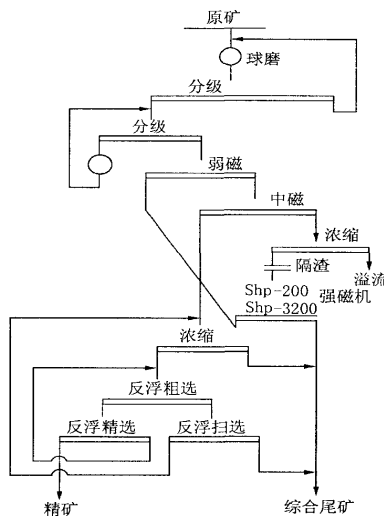 原矿
球磨
分级
分级
弱磁
中磁
浓缩
隔渣
溢流
Shp-200
强磁机
Shp-3200
浓缩
反浮粗选
反浮精选
反浮扫选
精矿
综合尾矿